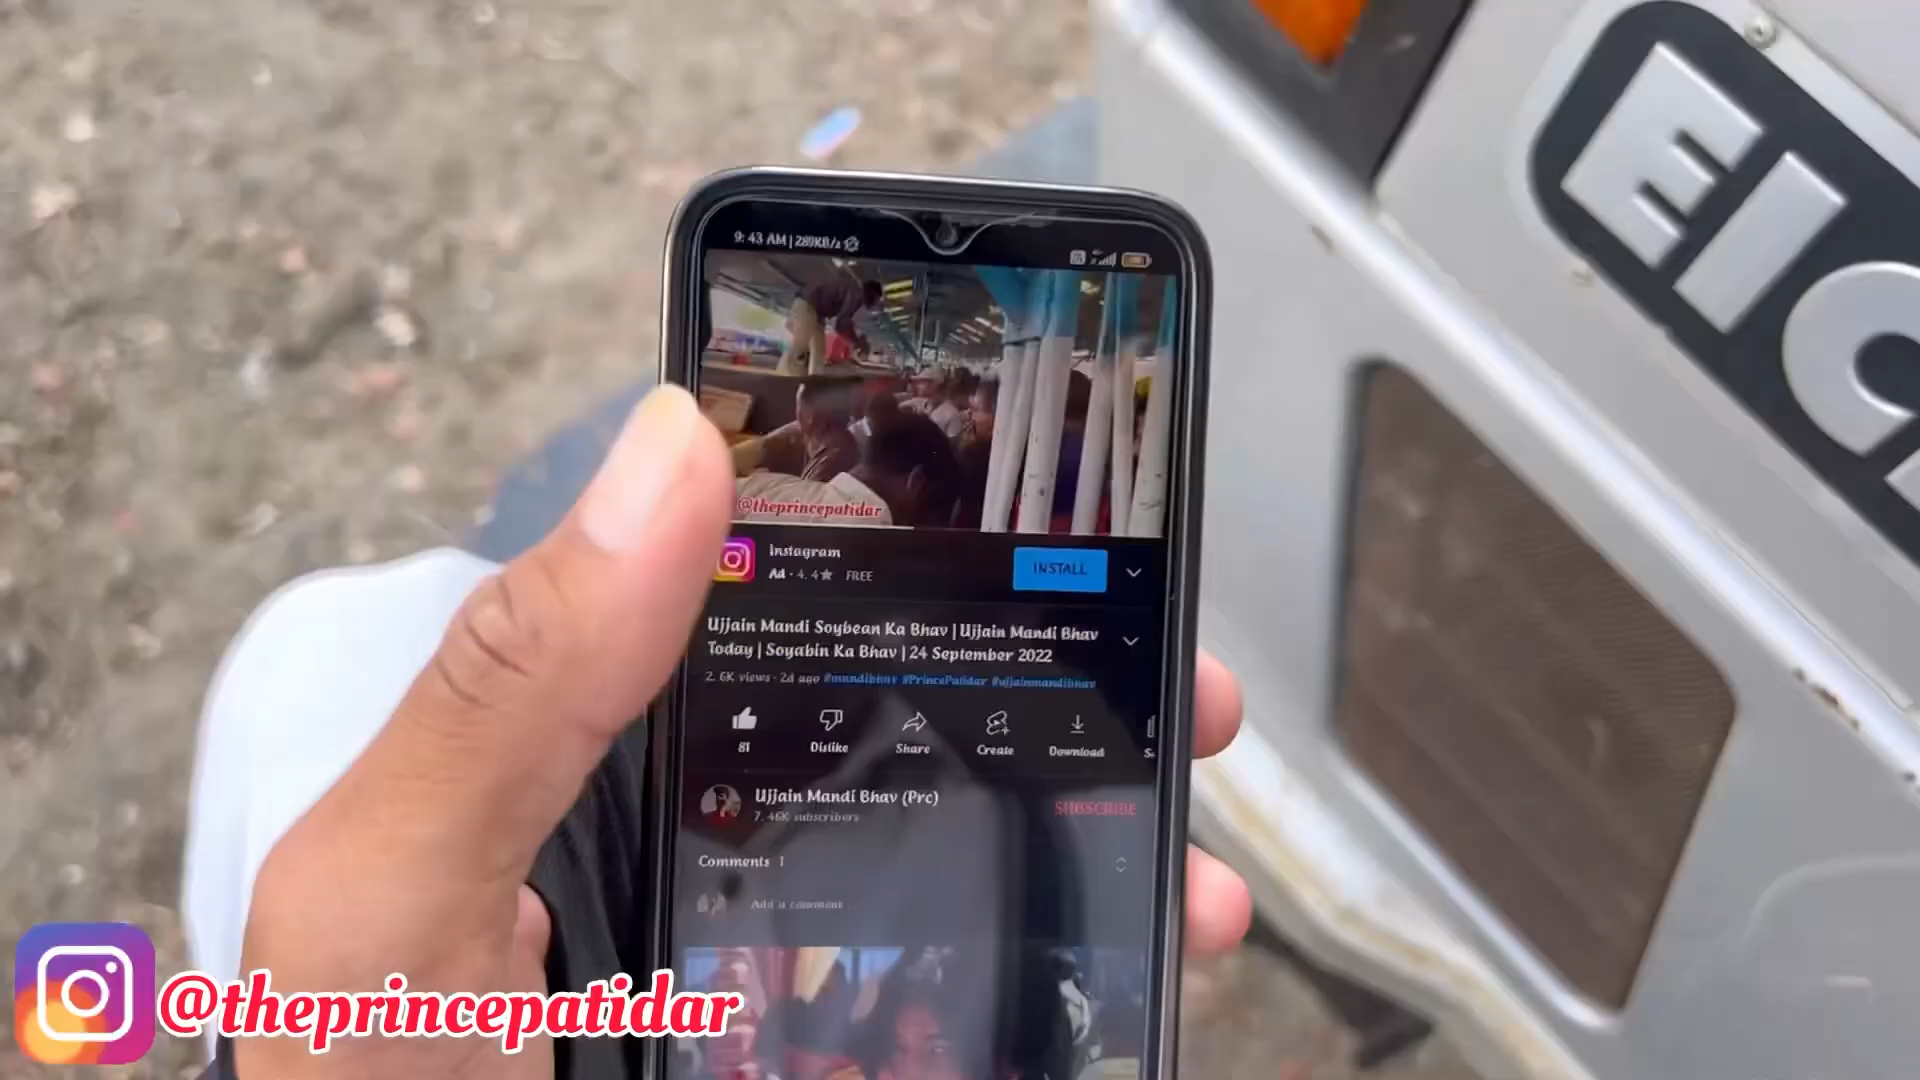 EIC
9:43 AM | 289KB/s
@theprincepatidar
Instagram
Ad · 4.4★ FREE
INSTALL
Ujjain Mandi Soybean Ka Bhav | Ujjain Mandi Bhav
Today | Soyabin Ka Bhav | 24 September 2022
2.6K views · 2d ago #mandibhav #PrincePatidar #ujjainmandibhav
81
Dislike
Share
Create
Download
Ujjain Mandi Bhav (Prc)
7.46K subscribers
SUBSCRIBE
Comments 1
Add a comment...
@theprincepatidar